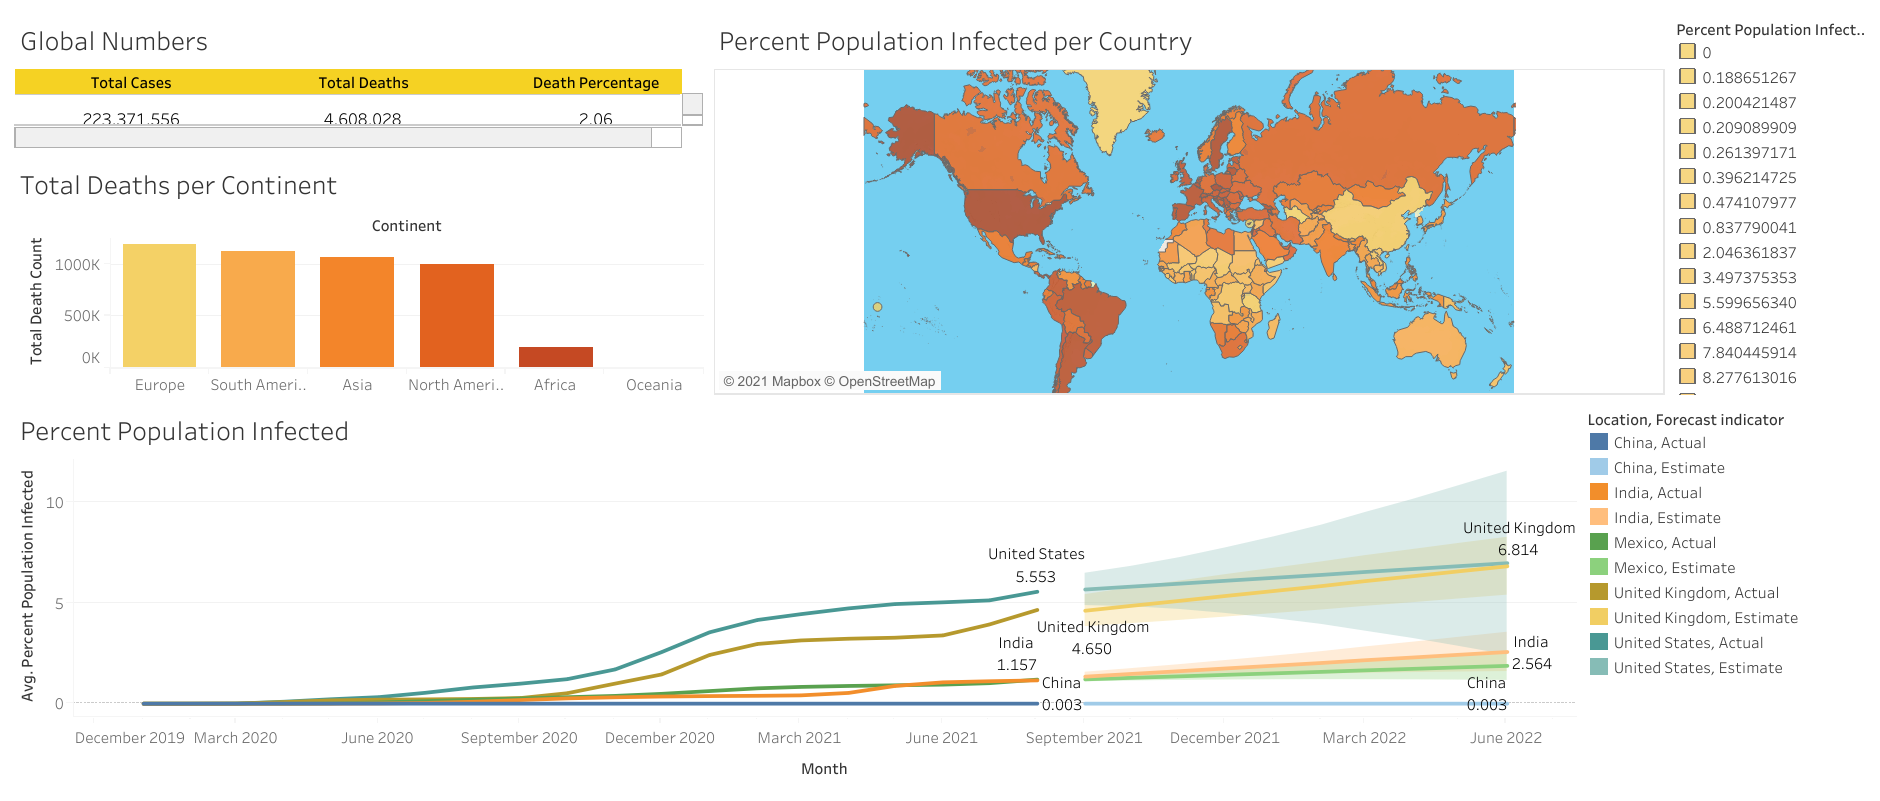 Global Numbers
Total Cases Total Deaths Death Percentage
223,371,556 4,608,028 2.06
Total Deaths per Continent
Continent
Total Death Count
1000K
500K
0K
Europe South Ameri.. Asia North Ameri.. Africa Oceania
Percent Population Infected per Country
© 2021 Mapbox © OpenStreetMap
Percent Population Infect..
0
0.188651267
0.200421487
0.209089909
0.261397171
0.396214725
0.474107977
0.837790041
2.046361837
3.497375353
5.599656340
6.488712461
7.840445914
8.277613016
Percent Population Infected
Avg. Percent Population Infected
10
5
0
United States
5.553
United Kingdom
4.650
India
1.157
China
0.003
United Kingdom
6.814
India
2.564
China
0.003
December 2019 March 2020 June 2020 September 2020 December 2020 March 2021 June 2021 September 2021 December 2021 March 2022 June 2022
Month
Location, Forecast indicator
China, Actual
China, Estimate
India, Actual
India, Estimate
Mexico, Actual
Mexico, Estimate
United Kingdom, Actual
United Kingdom, Estimate
United States, Actual
United States, Estimate